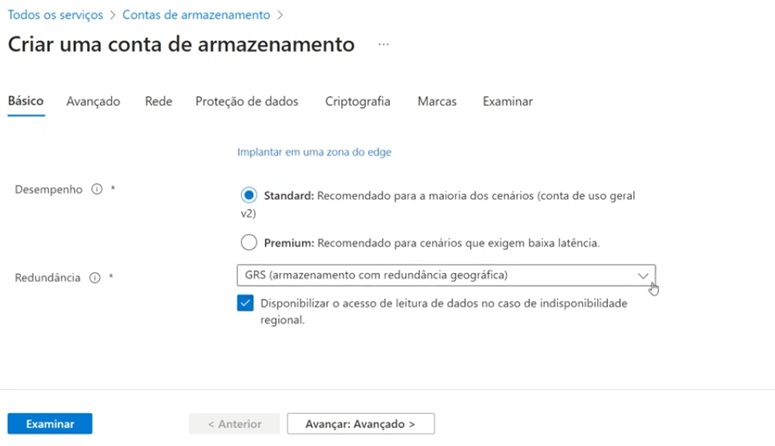 Todos os serviços > Contas de armazenamento >
Criar uma conta de armazenamento ...
Básico Avançado Rede Proteção de dados Criptografia Marcas Examinar
Implantar em uma zona do edge
Desempenho *
Standard: Recomendado para a maioria dos cenários (conta de uso geral
v2)
Premium: Recomendado para cenários que exigem baixa latência.
Redundância *
GRS (armazenamento com redundância geográfica)
Disponibilizar o acesso de leitura de dados no caso de indisponibilidade
regional.
Examinar < Anterior Avançar: Avançado >